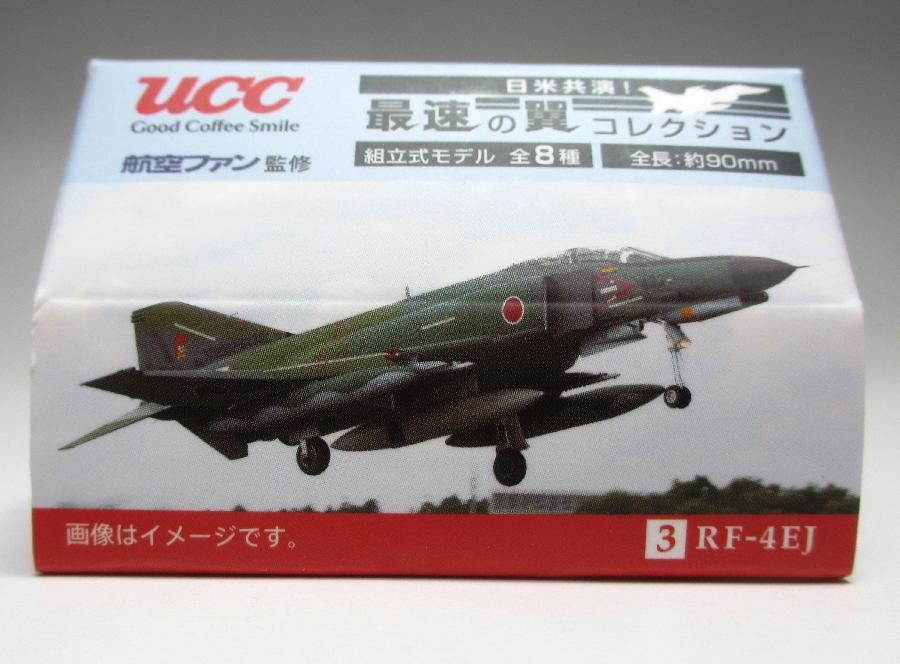 ucc
Good Coffee Smile
航空ファン監修
日米共演!
最速の翼コレクション
組立式モデル 全8種
全長:約90mm
画像はイメージです。
3 RF-4EJ